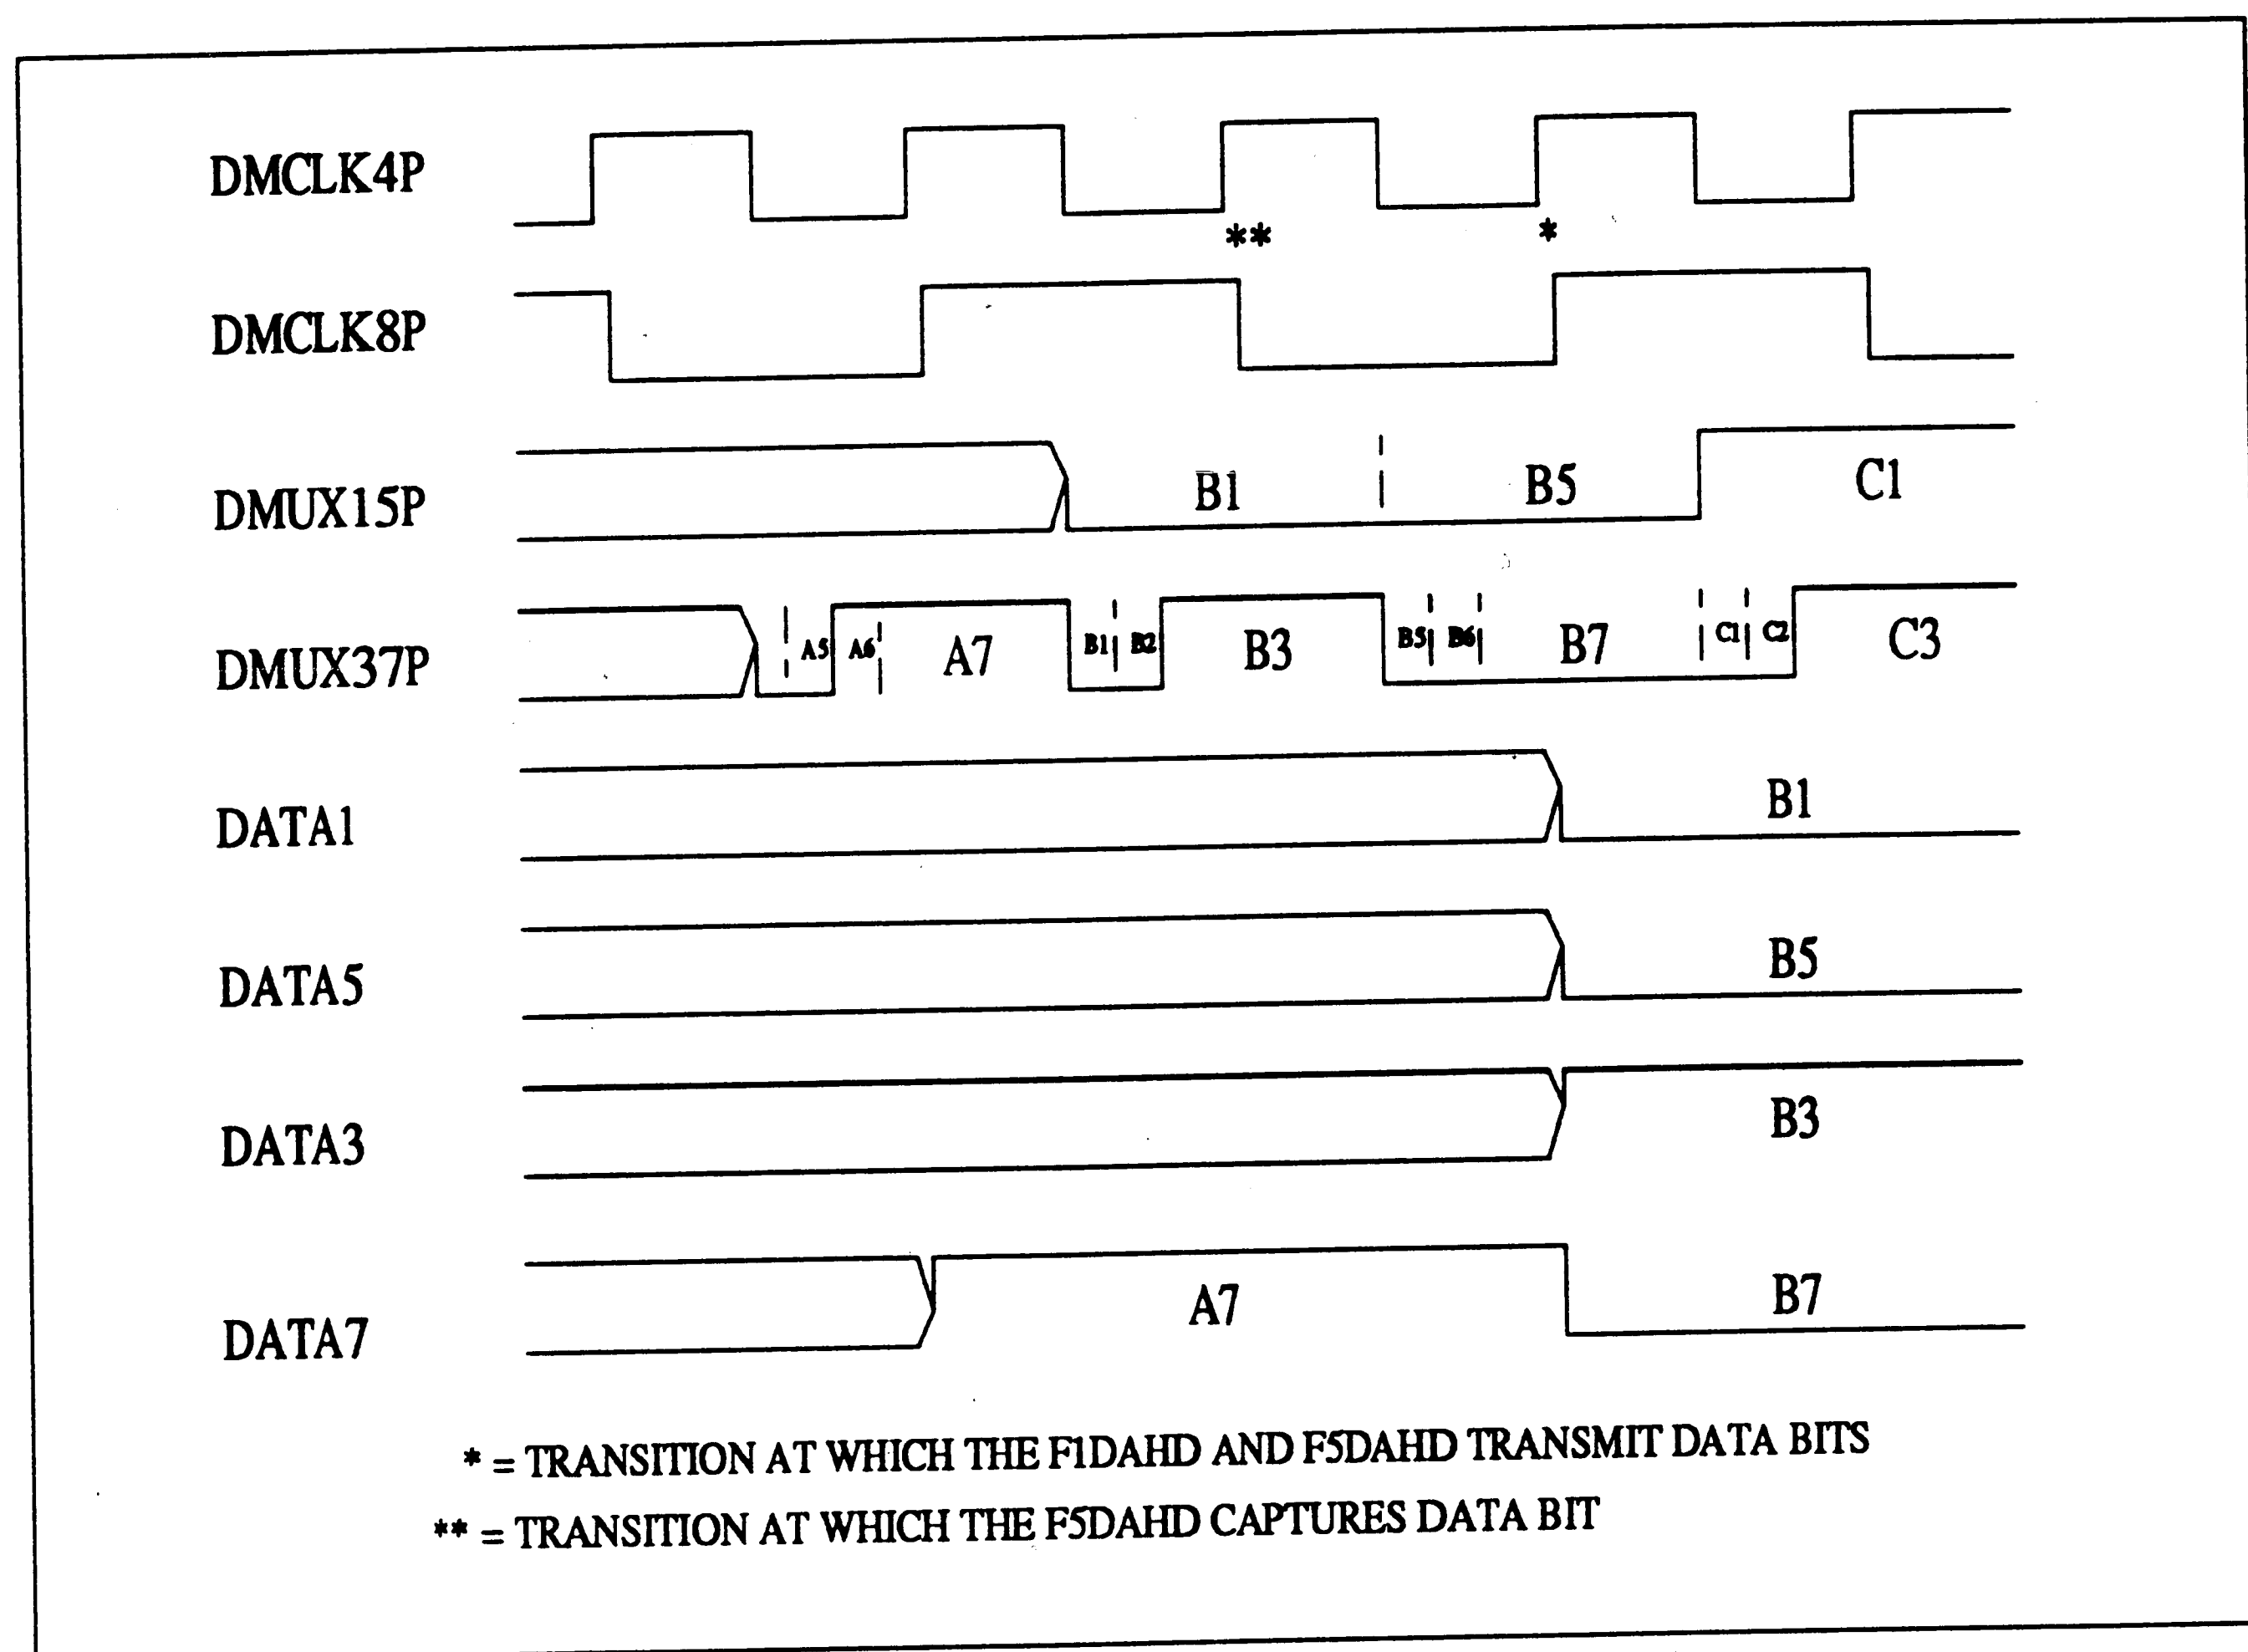 DMCLK4P
** *
DMCLK8P
DMUX15P B1 B5 C1
DMUX37P A5 A6 A7 B1 B2 B3 B5 B6 B7 C1 C2 C3
DATA1 B1
DATA5 B5
DATA3 B3
DATA7 A7 B7
* = TRANSITION AT WHICH THE F1DAHD AND F5DAHD TRANSMIT DATA BITS
** = TRANSITION AT WHICH THE F5DAHD CAPTURES DATA BIT